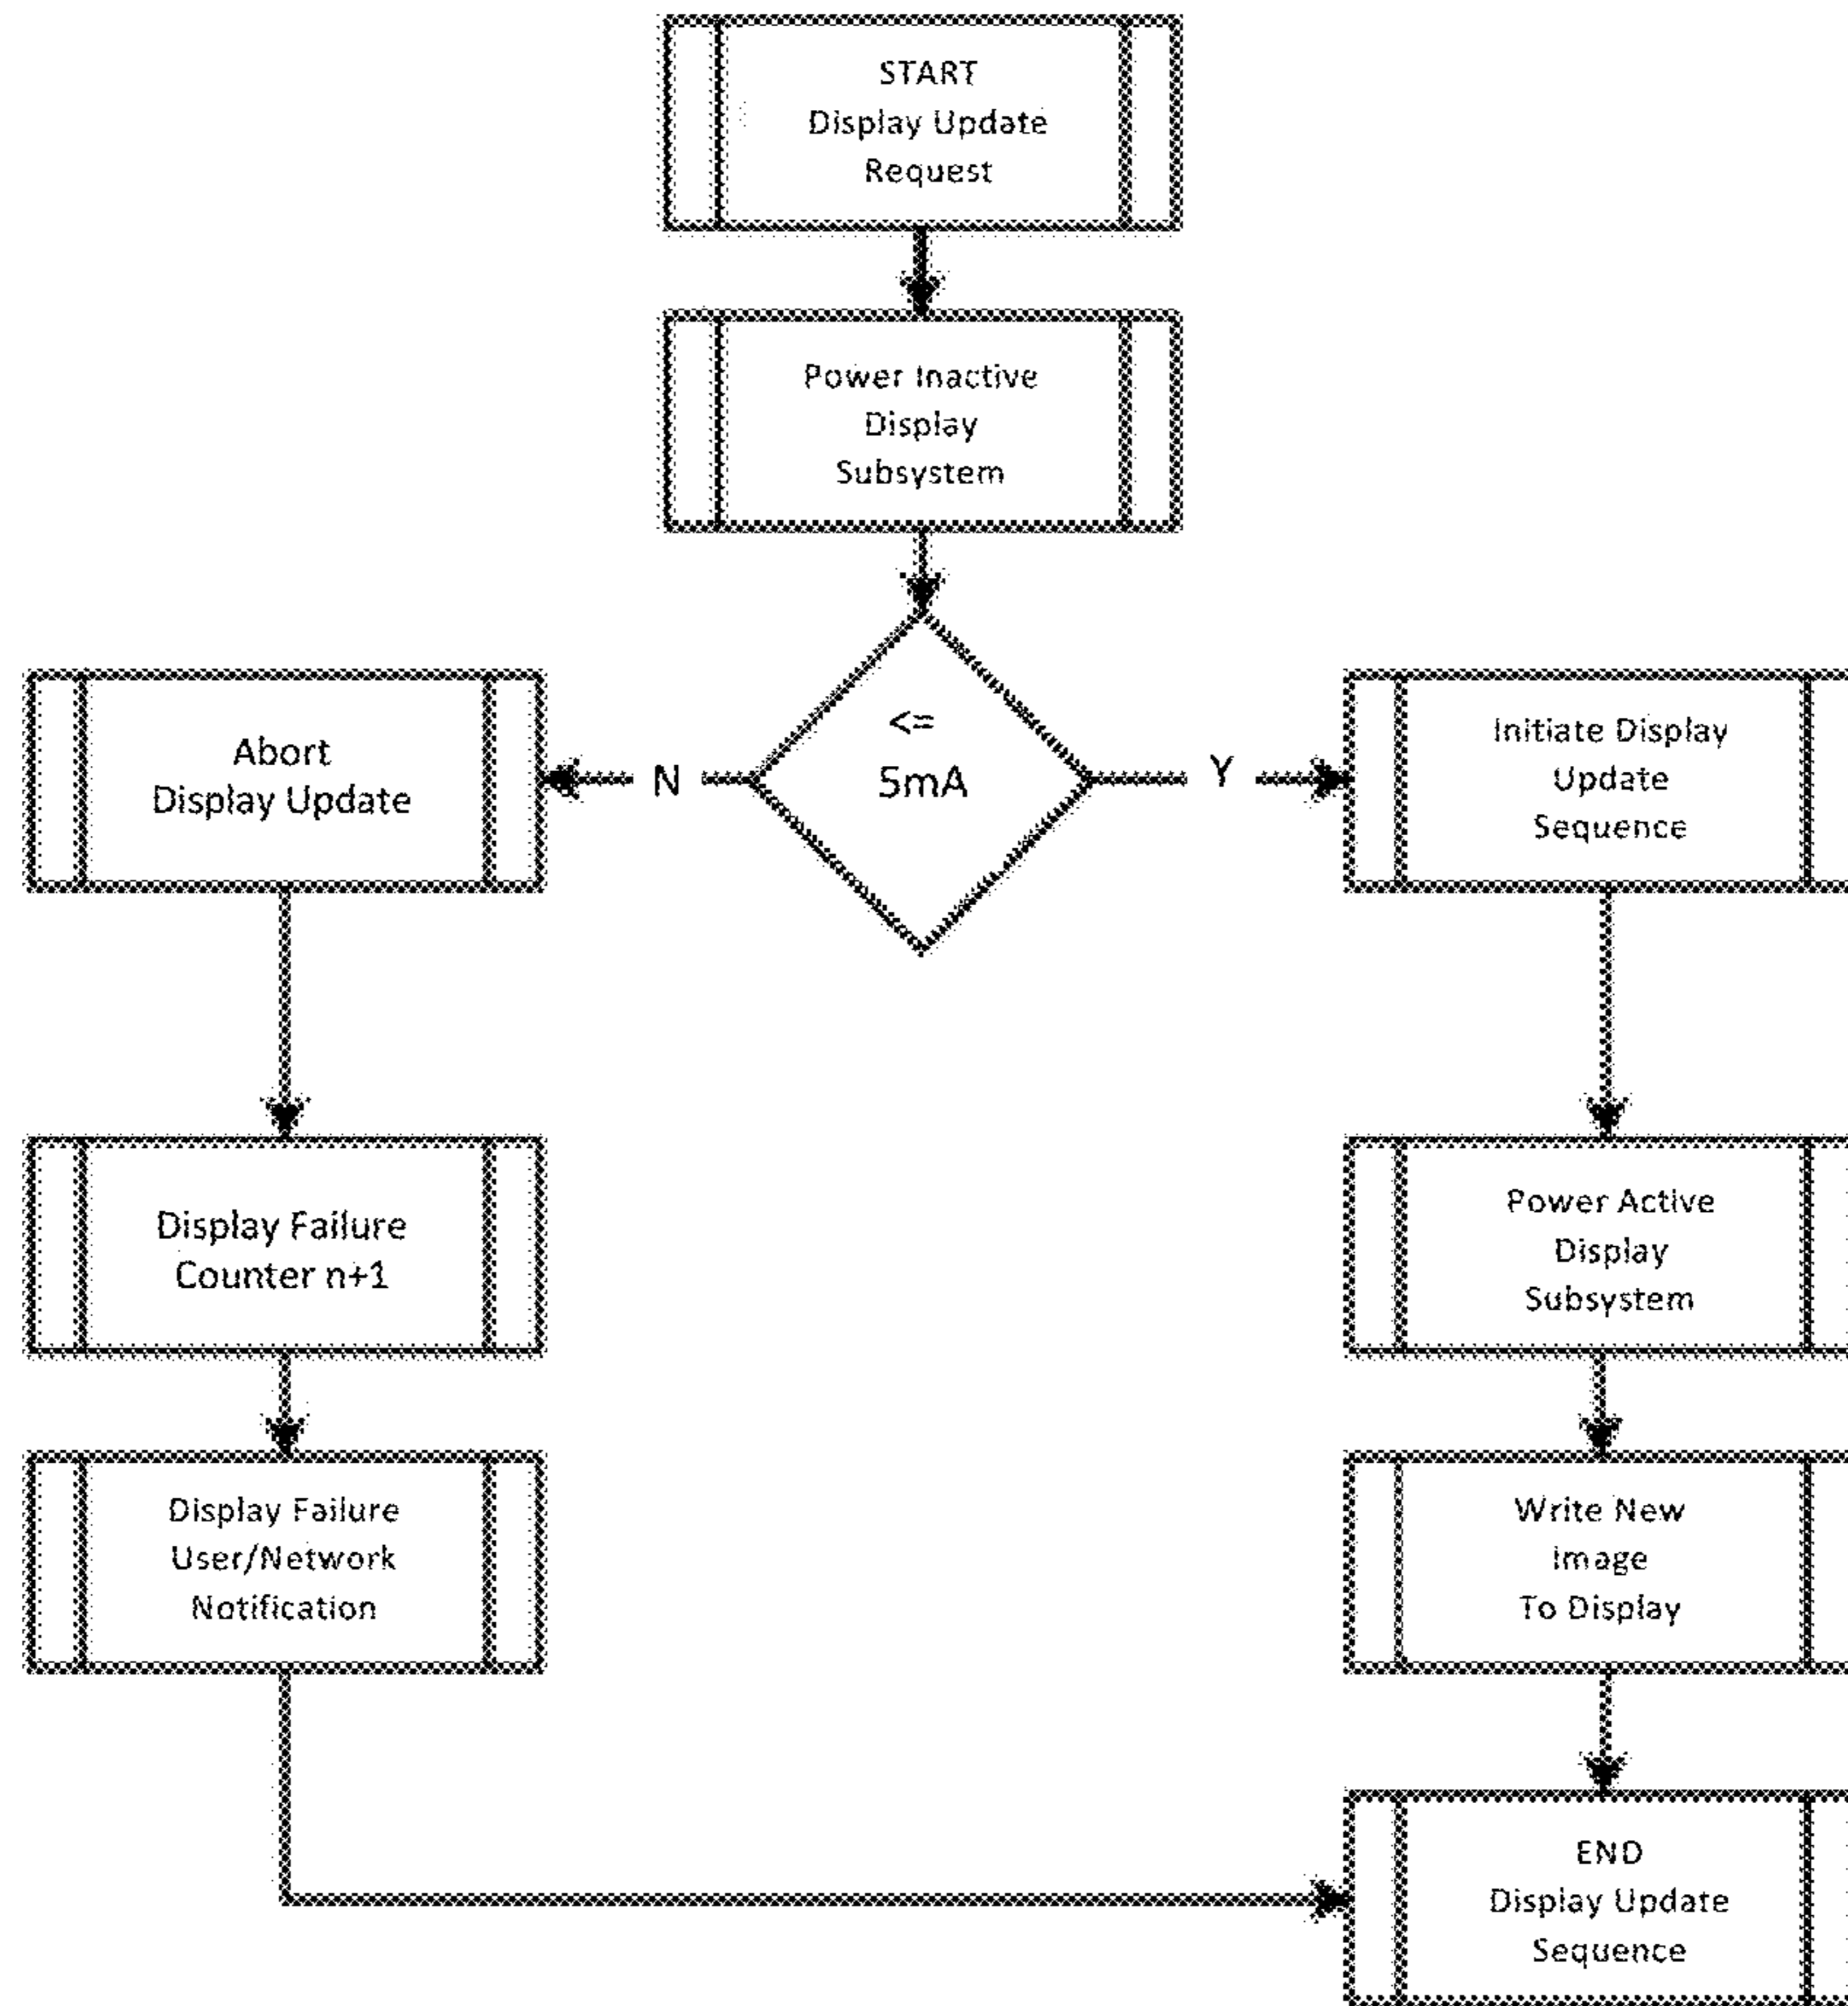 START
Display Update
Request
Power Inactive
Display
Subsystem
<=
5mA
N
Y
Abort
Display Update
Initiate Display
Update
Sequence
Display Failure
Counter n+1
Power Active
Display
Subsystem
Display Failure
User/Network
Notification
Write New
Image
To Display
END
Display Update
Sequence